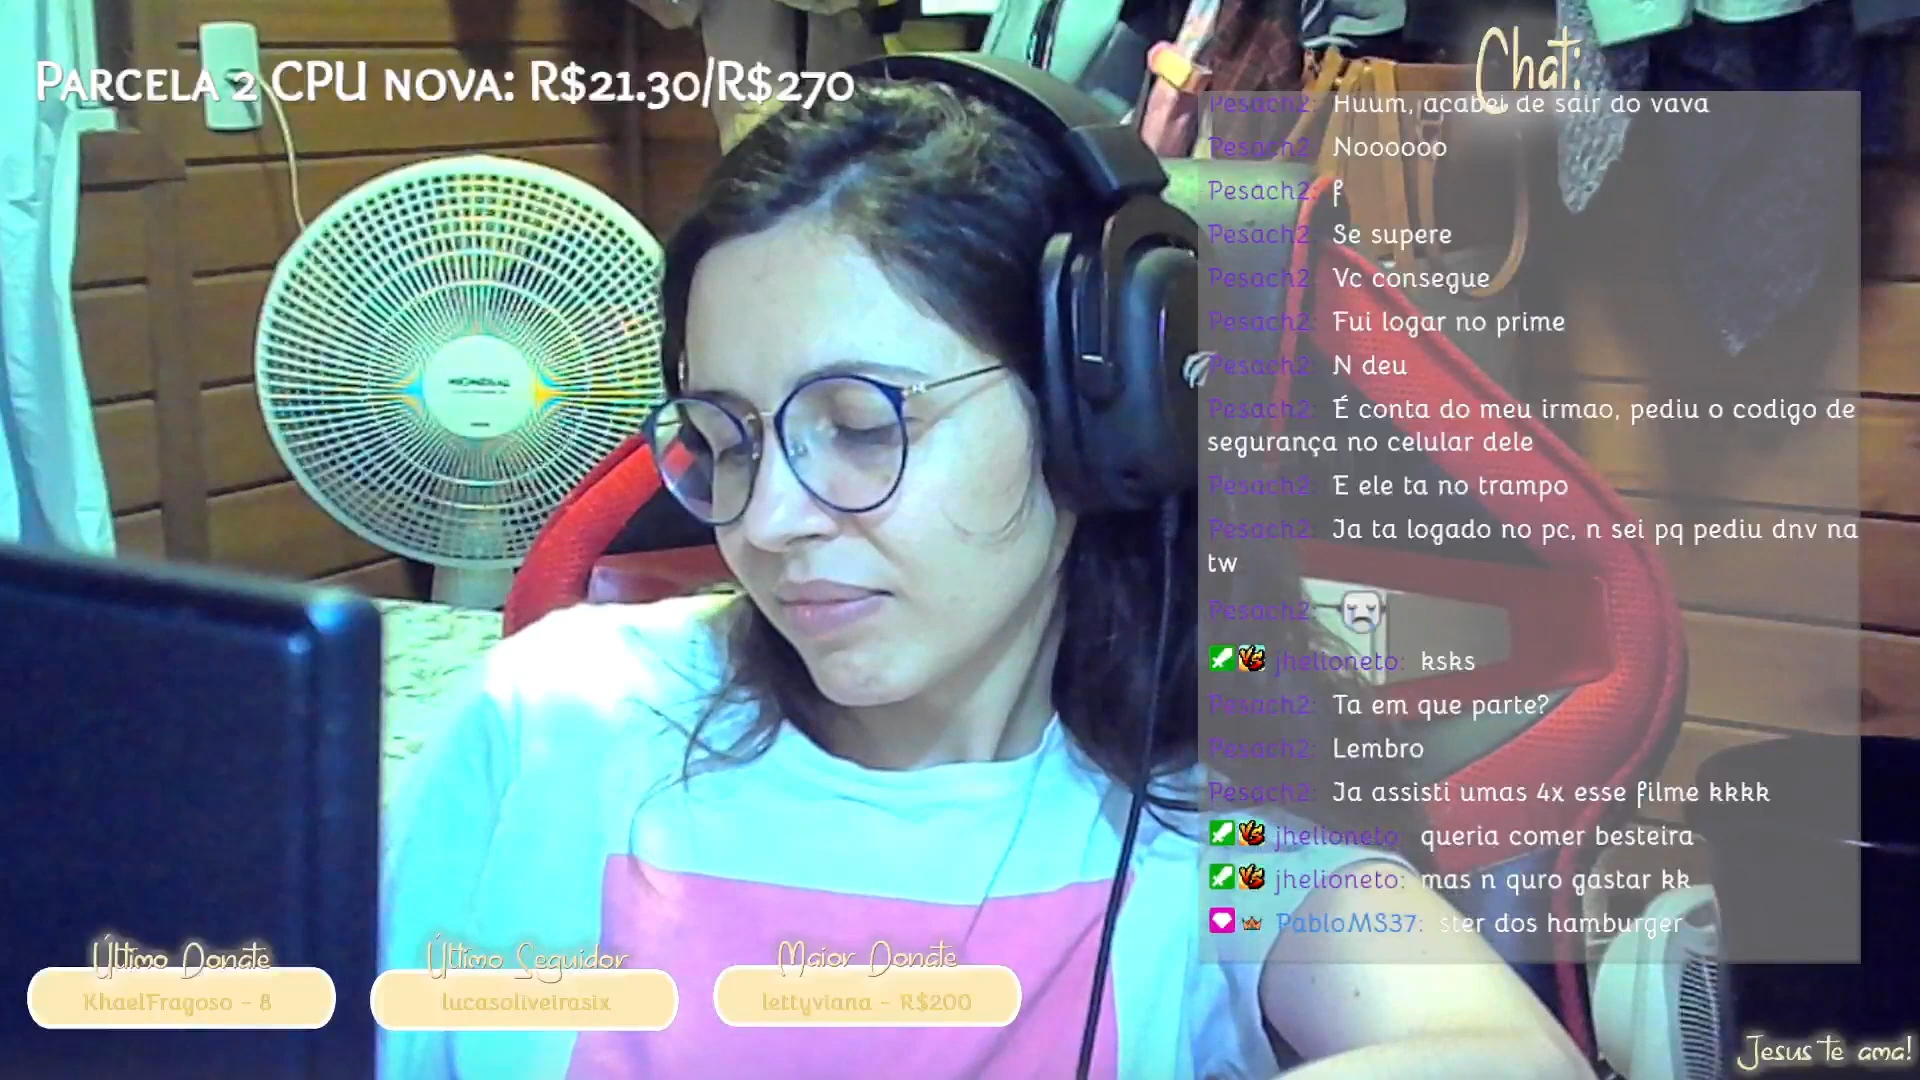 Parcela 2 CPU nova: R$21.30/R$270
Chat:
Pesach2: Huum, acabei de sair do vava
Pesach2: Noooooo
Pesach2: f
Pesach2: Se supere
Pesach2: Vc consegue
Pesach2: Fui logar no prime
Pesach2: N deu
Pesach2: É conta do meu irmao, pediu o codigo de
segurança no celular dele
Pesach2: E ele ta no trampo
Pesach2: Ja ta logado no pc, n sei pq pediu dnv na
tw
Pesach2:
jhelioneto: ksks
Pesach2: Ta em que parte?
Pesach2: Lembro
Pesach2: Ja assisti umas 4x esse filme kkkk
jhelioneto: queria comer besteira
jhelioneto: mas n quro gastar kk
PabloMS37: ster dos hamburger
MONDIAL
Último Donate
KhaelFragoso - 8
Último Seguidor
lucasoliveirasix
Maior Donate
lettyviana - R$200
Jesus te ama!